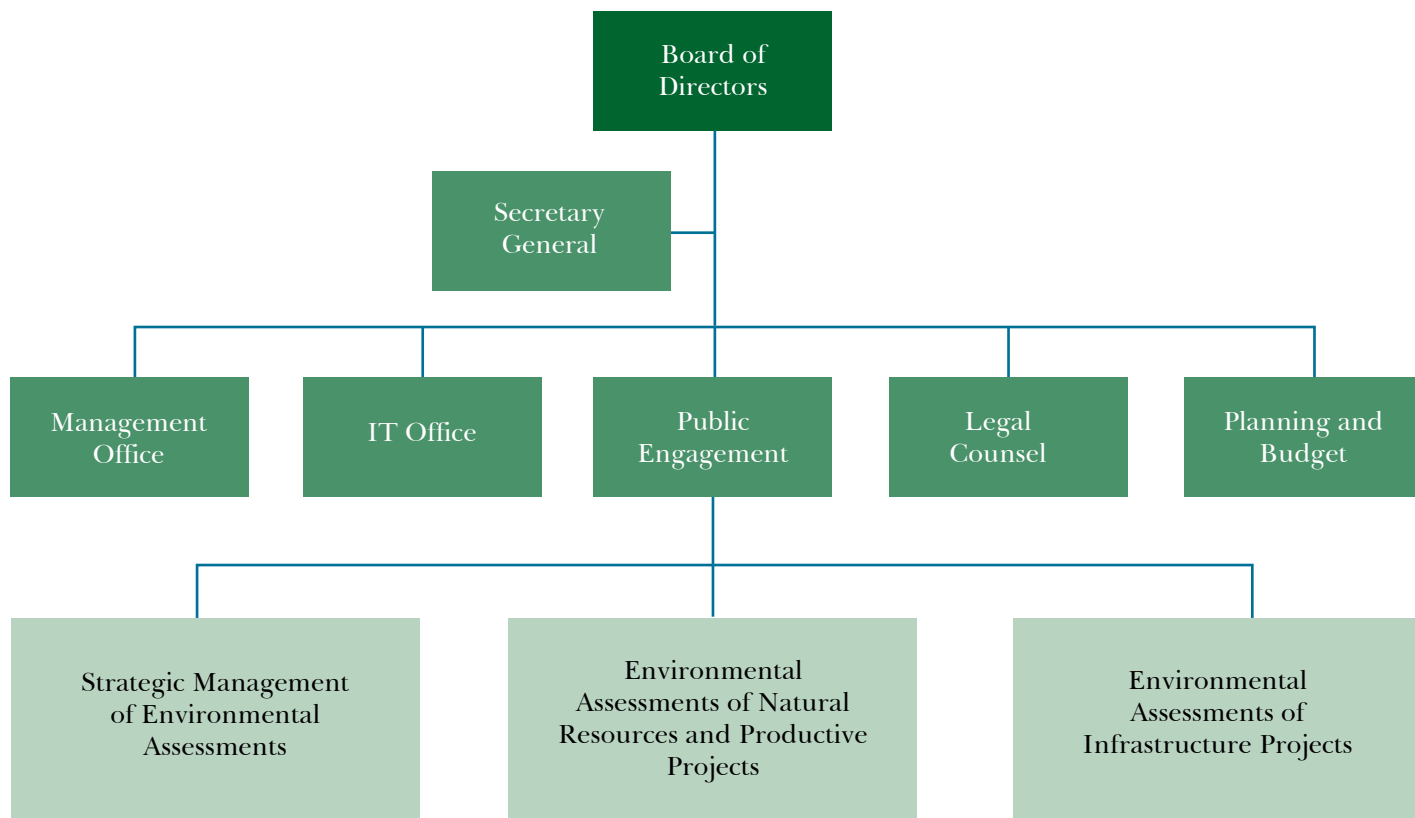 Board of
Directors
Secretary
General
Management
Office
IT Office
Public
Engagement
Legal
Counsel
Planning and
Budget
Strategic Management
of Environmental
Assessments
Environmental
Assessments of Natural
Resources and Productive
Projects
Environmental
Assessments of
Infrastructure Projects